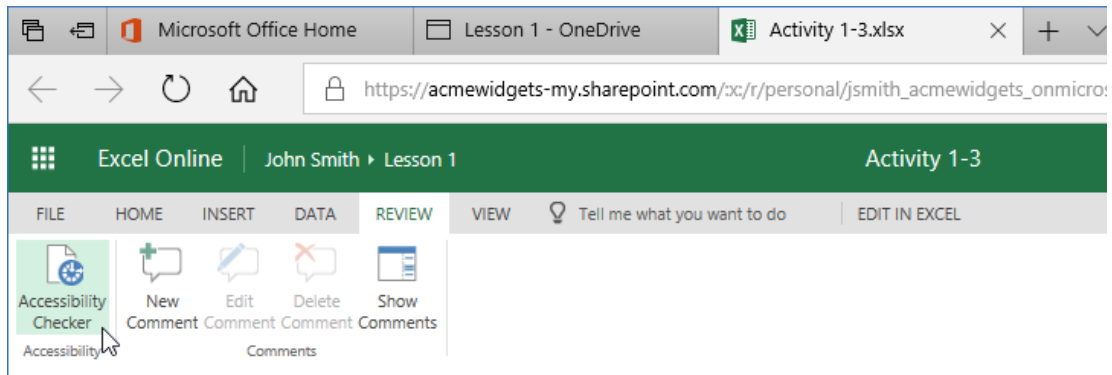 Microsoft Office Home Lesson 1 - OneDrive Activity 1-3.xlsx
https://acmewidgets-my.sharepoint.com/:x:/r/personal/jsmith_acmewidgets_onmicros
Excel Online John Smith ▸ Lesson 1 Activity 1-3
FILE HOME INSERT DATA REVIEW VIEW Tell me what you want to do EDIT IN EXCEL
Accessibility New Edit Delete Show
Checker Comment Comment Comment Comments
Accessibility Comments